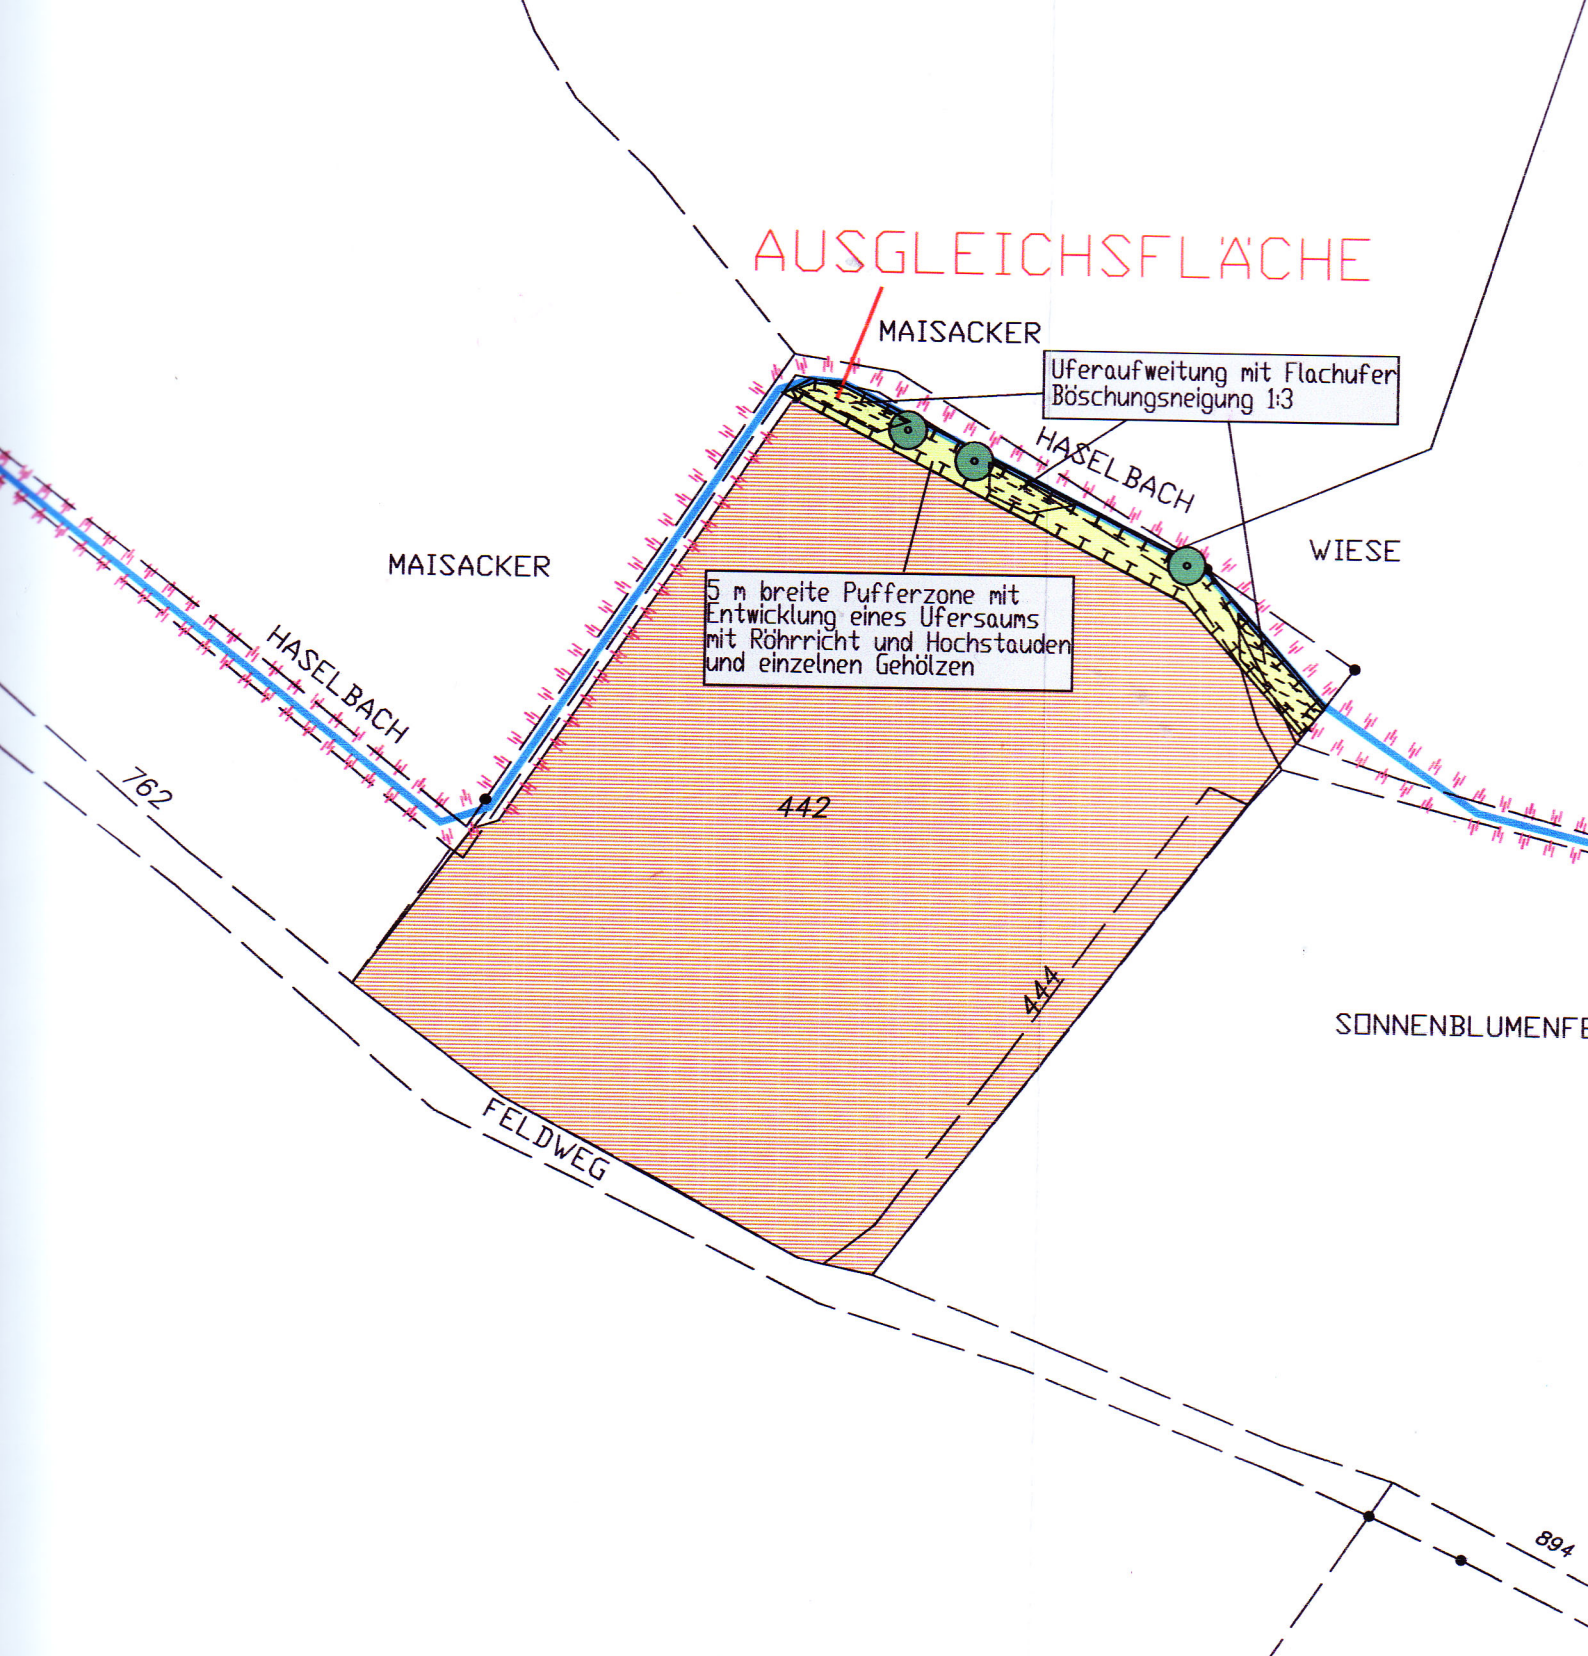 AUSGLEICHSFLÄCHE
MAISACKER
Uferaufweitung mit Flachufer
Böschungsneigung 1:3
HASELBACH
WIESE
MAISACKER
5 m breite Pufferzone mit
Entwicklung eines Ufersaums
mit Röhrricht und Hochstauden
und einzelnen Gehölzen
HASELBACH
762
442
444
SONNENBLUMENFE
FELDWEG
894